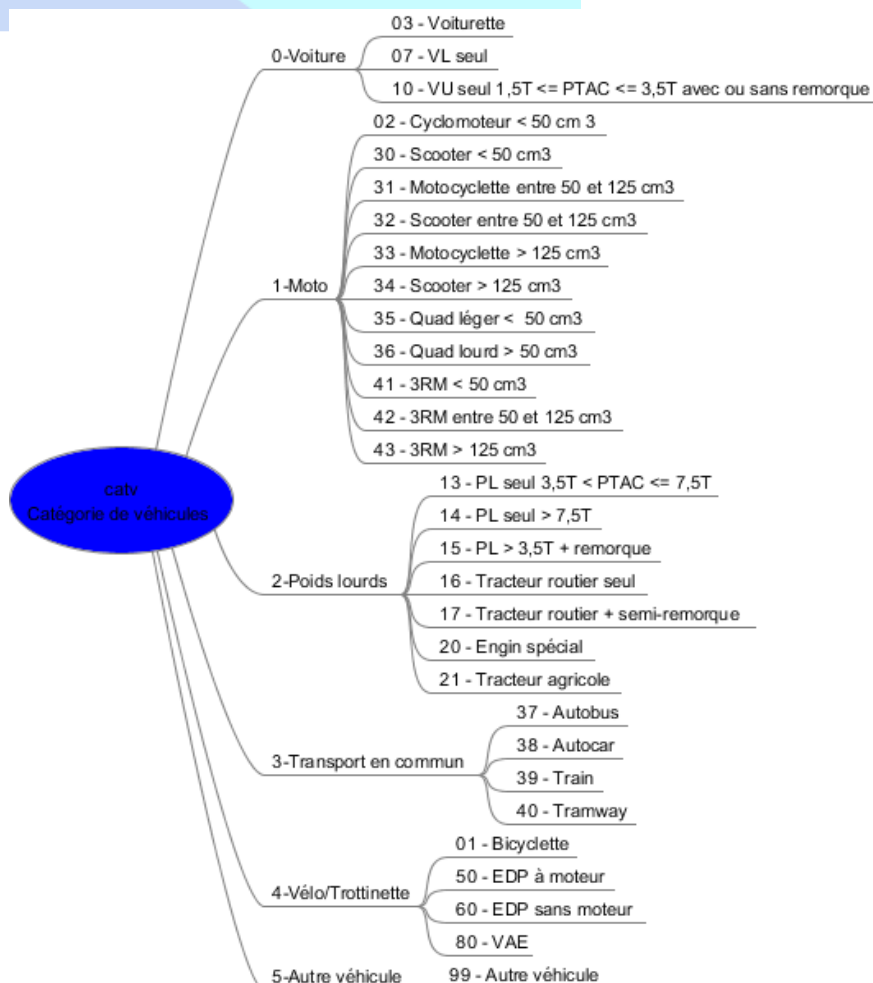 catv
Catégorie de véhicules
0-Voiture
03 - Voiturette
07 - VL seul
10 - VU seul 1,5T <= PTAC <= 3,5T avec ou sans remorque
1-Moto
02 - Cyclomoteur < 50 cm 3
30 - Scooter < 50 cm3
31 - Motocyclette entre 50 et 125 cm3
32 - Scooter entre 50 et 125 cm3
33 - Motocyclette > 125 cm3
34 - Scooter > 125 cm3
35 - Quad léger <  50 cm3
36 - Quad lourd > 50 cm3
41 - 3RM < 50 cm3
42 - 3RM entre 50 et 125 cm3
43 - 3RM > 125 cm3
2-Poids lourds
13 - PL seul 3,5T < PTAC <= 7,5T
14 - PL seul > 7,5T
15 - PL > 3,5T + remorque
16 - Tracteur routier seul
17 - Tracteur routier + semi-remorque
20 - Engin spécial
21 - Tracteur agricole
3-Transport en commun
37 - Autobus
38 - Autocar
39 - Train
40 - Tramway
4-Vélo/Trottinette
01 - Bicyclette
50 - EDP à moteur
60 - EDP sans moteur
80 - VAE
5-Autre véhicule
99 - Autre véhicule